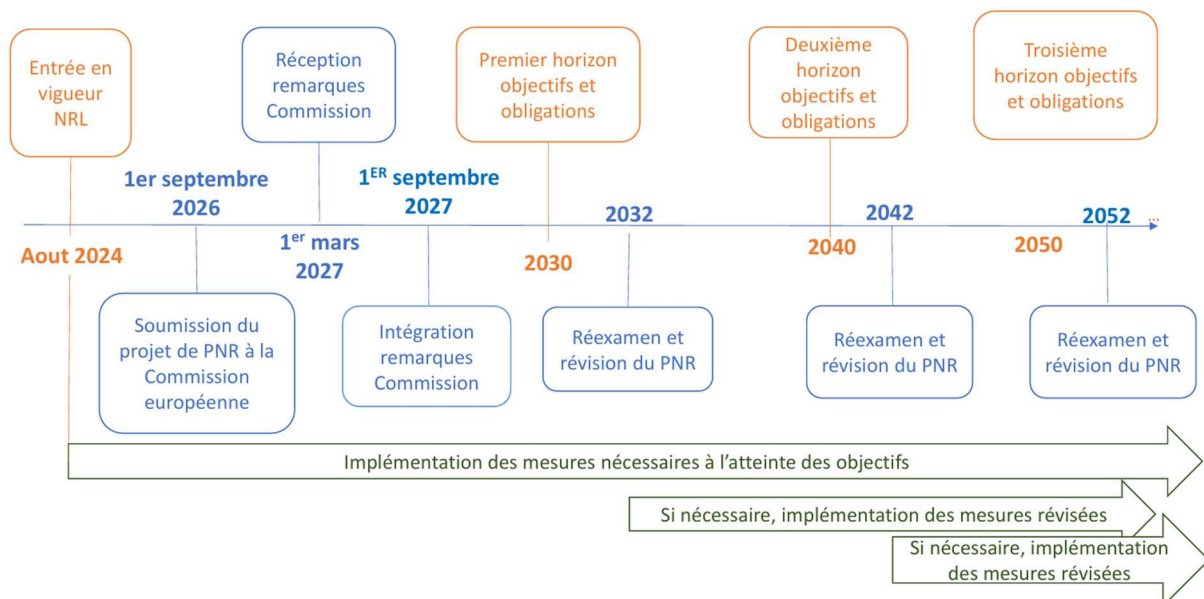 Entrée en
vigueur
NRL
Réception
remarques
Commission
Premier horizon
objectifs et
obligations
Deuxième
horizon
objectifs et
obligations
Troisième
horizon objectifs
et obligations
1er septembre
2026
1ER septembre
2027
2032
2042
2052 ...
Aout 2024
1er mars
2027
2030
2040
2050
Soumission du
projet de PNR à la
Commission
européenne
Intégration
remarques
Commission
Réexamen et
révision du PNR
Réexamen et
révision du PNR
Réexamen et
révision du PNR
Implémentation des mesures nécessaires à l’atteinte des objectifs
Si nécessaire, implémentation des mesures révisées
Si nécessaire, implémentation
des mesures révisées